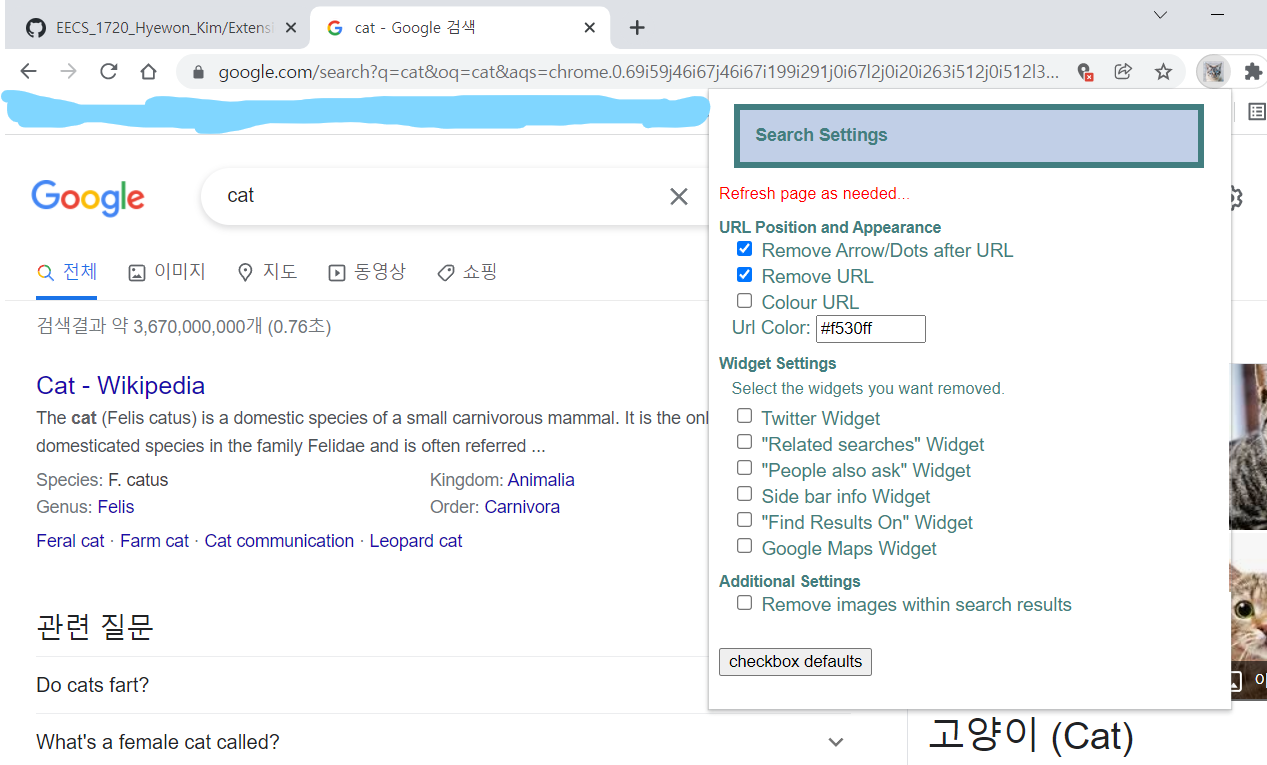 EECS_1720_Hyewon_Kim/Extensi
cat - Google 검색
google.com/search?q=cat&oq=cat&aqs=chrome.0.69i59j46i67j46i67i199i291j0i67l2j0i20i263i512j0i512l3...
Search Settings
Refresh page as needed...
URL Position and Appearance
Remove Arrow/Dots after URL
Remove URL
Colour URL
Url Color: #f530ff
Widget Settings
Select the widgets you want removed.
Twitter Widget
"Related searches" Widget
"People also ask" Widget
Side bar info Widget
"Find Results On" Widget
Google Maps Widget
Additional Settings
Remove images within search results
checkbox defaults
Google
cat
전체 이미지 지도 동영상 쇼핑
검색결과 약 3,670,000,000개 (0.76초)
Cat - Wikipedia
The cat (Felis catus) is a domestic species of a small carnivorous mammal. It is the onl
domesticated species in the family Felidae and is often referred ...
Species: F. catus Kingdom: Animalia
Genus: Felis Order: Carnivora
Feral cat · Farm cat · Cat communication · Leopard cat
관련 질문
Do cats fart?
What's a female cat called?
고양이 (Cat)